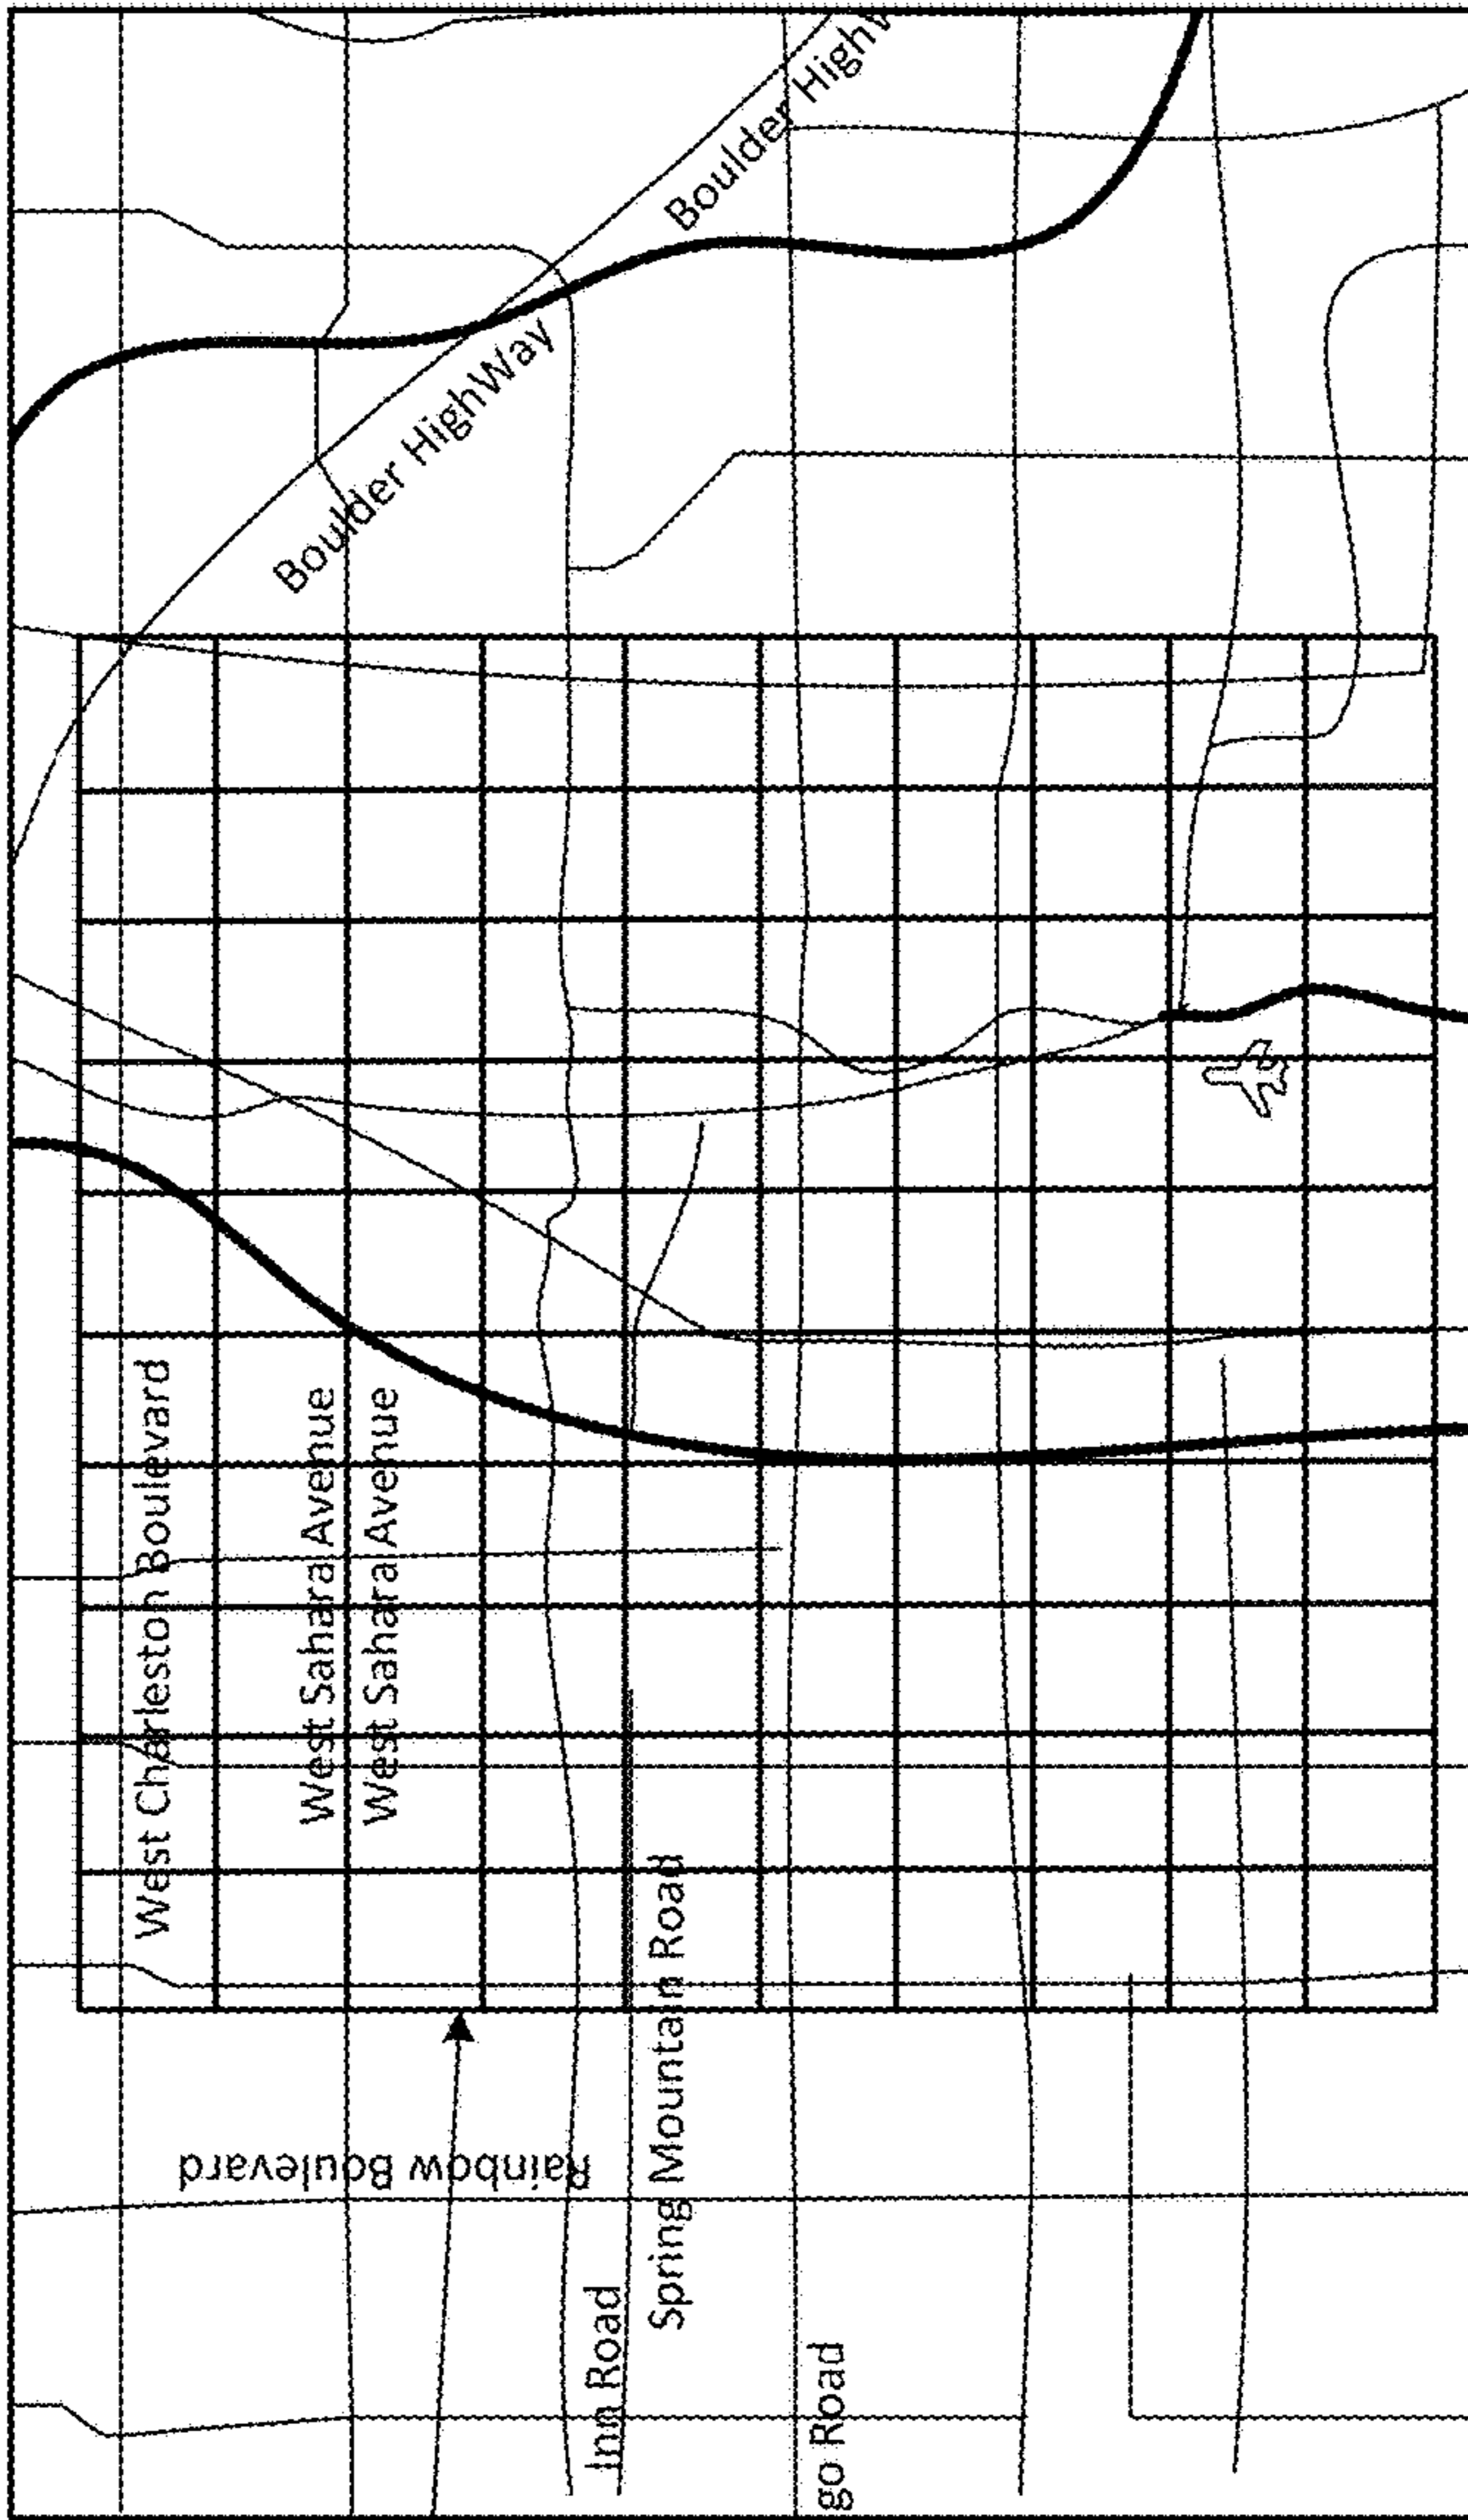 Boulder HighWay
Boulder Highw
West Charleston Boulevard
West Sahara Avenue
West Sahara Avenue
Rainbow Boulevard
Spring Mountain Road
Inn Road
go Road